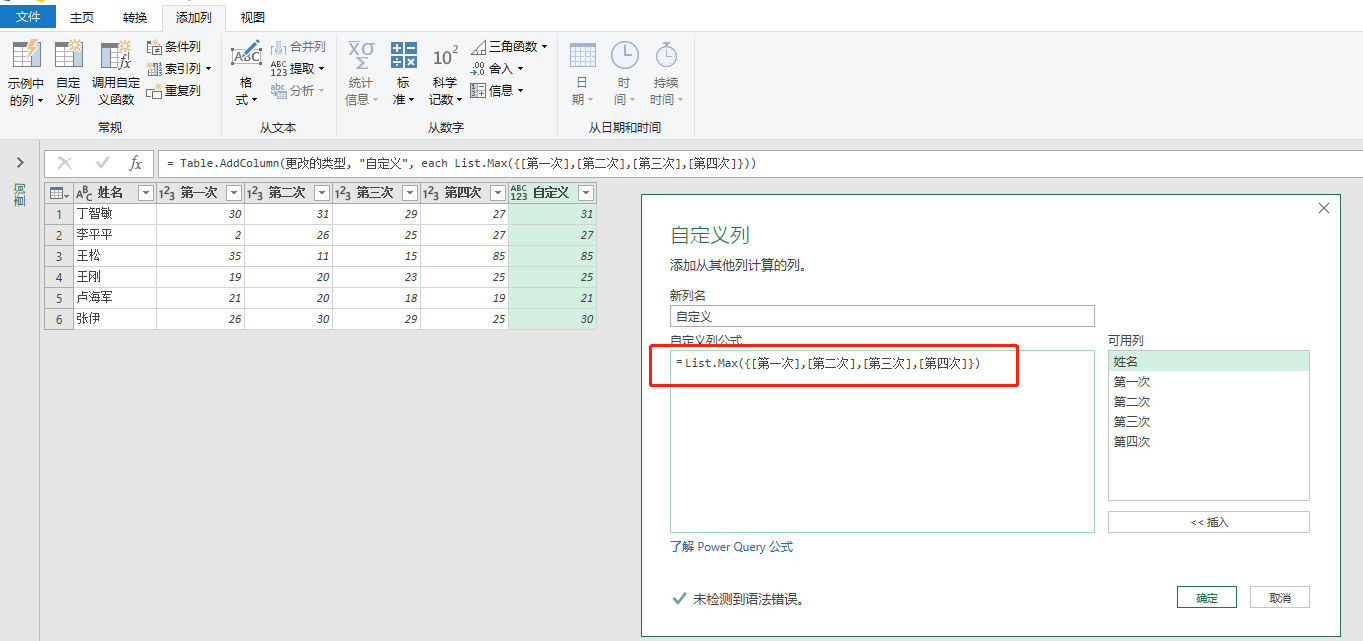 文件 主页 转换 添加列 视图
示例中的列 自定义列 调用自定义函数 条件列 索引列 重复列
常规
格式 合并列 提取 分析
从文本
统计信息 标准 科学记数 三角函数 舍入 信息
从数字
日期 时间 持续时间
从日期和时间
查询
= Table.AddColumn(更改的类型, "自定义", each List.Max({[第一次],[第二次],[第三次],[第四次]}))
姓名 第一次 第二次 第三次 第四次 自定义
1 丁智敏 30 31 29 27 31
2 李平平 2 26 25 27 27
3 王松 35 11 15 85 85
4 王刚 19 20 23 25 25
5 卢海军 21 20 18 19 21
6 张伊 26 30 29 25 30
自定义列
添加从其他列计算的列。
新列名
自定义
自定义列公式
=List.Max({[第一次],[第二次],[第三次],[第四次]})
可用列
姓名
第一次
第二次
第三次
第四次
<< 插入
了解 Power Query 公式
未检测到语法错误。
确定 取消